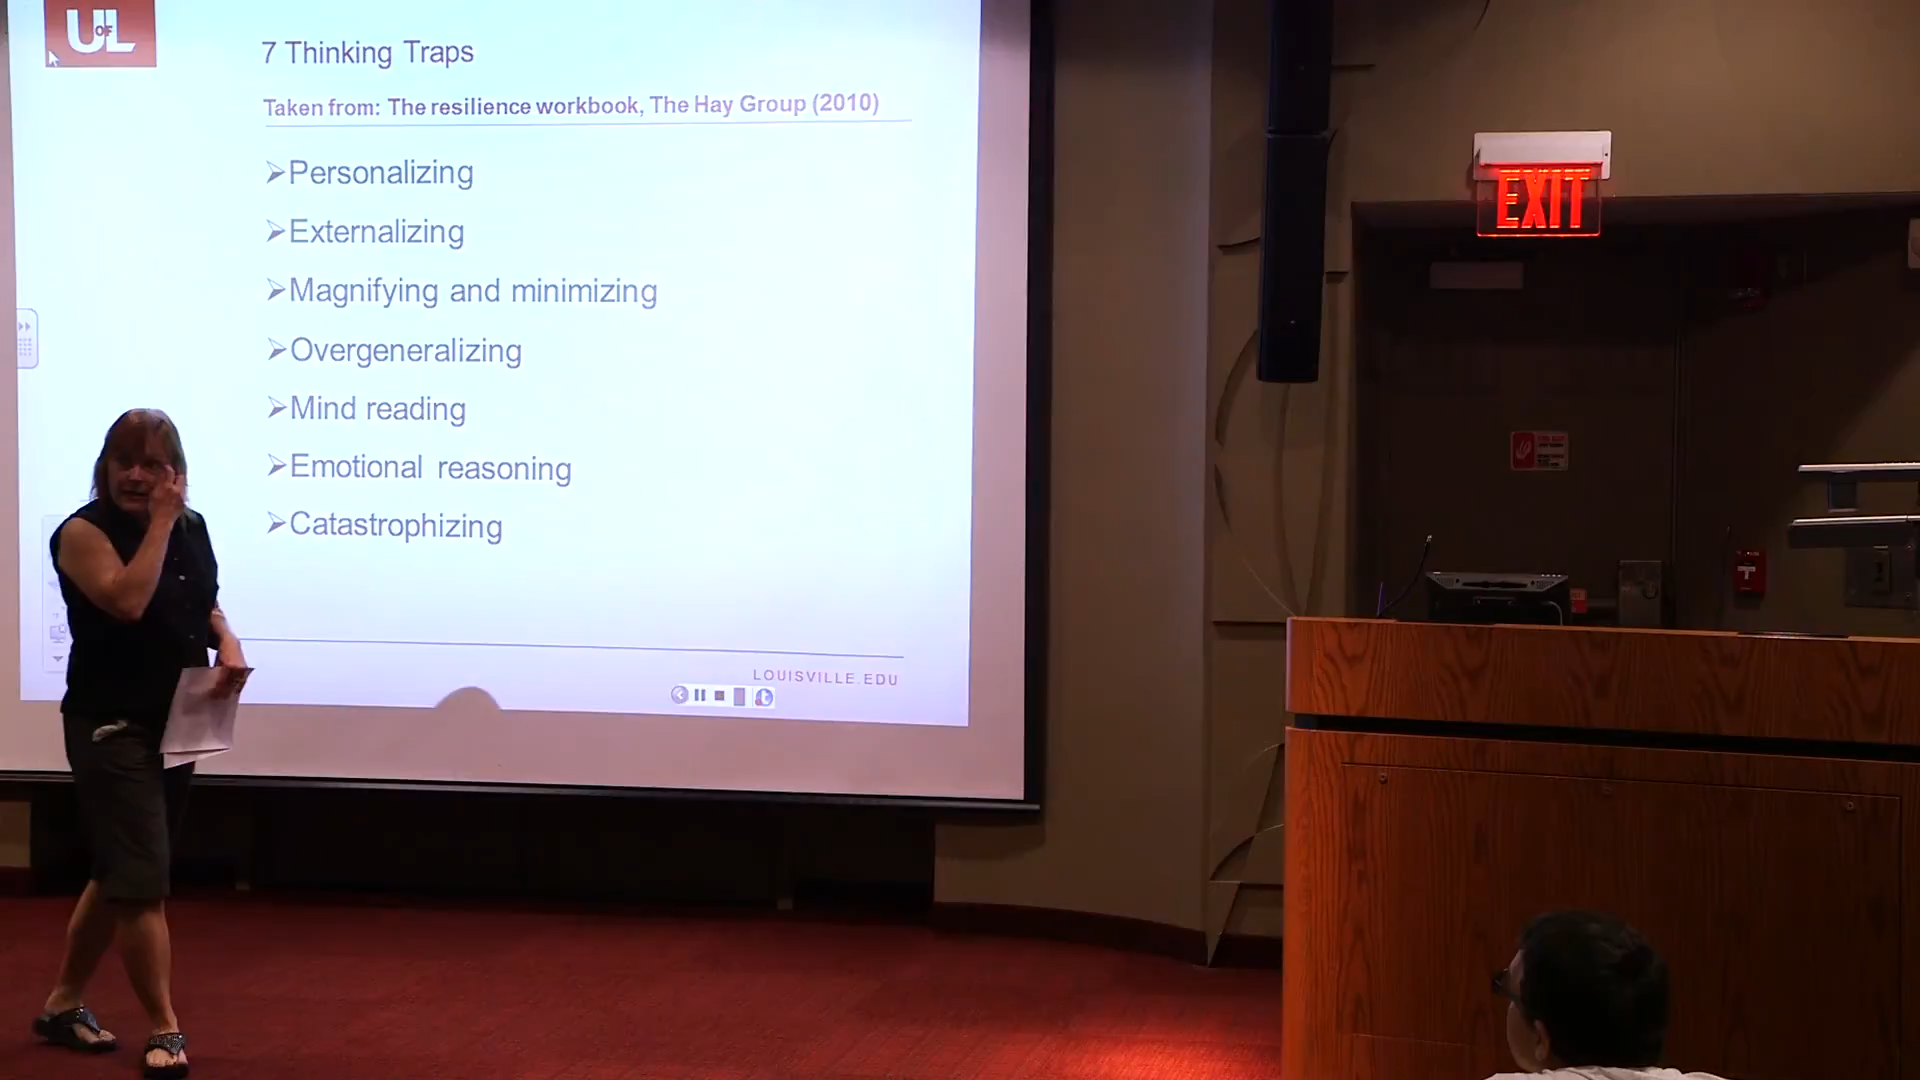 UofL
7 Thinking Traps
Taken from: The resilience workbook, The Hay Group (2010)
➢Personalizing
➢Externalizing
➢Magnifying and minimizing
➢Overgeneralizing
➢Mind reading
➢Emotional reasoning
➢Catastrophizing
LOUISVILLE.EDU
EXIT